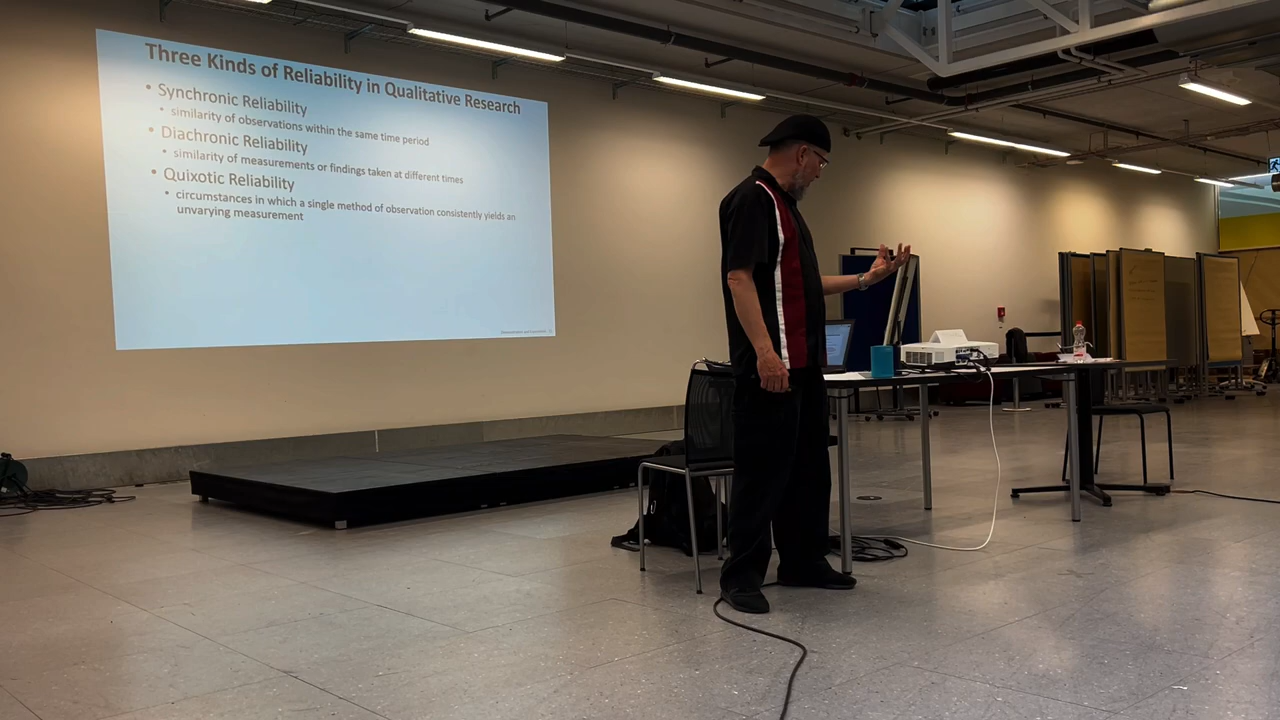 Three Kinds of Reliability in Qualitative Research
• Synchronic Reliability
• similarity of observations within the same time period
• Diachronic Reliability
• similarity of measurements or findings taken at different times
• Quixotic Reliability
• circumstances in which a single method of observation consistently yields an
unvarying measurement